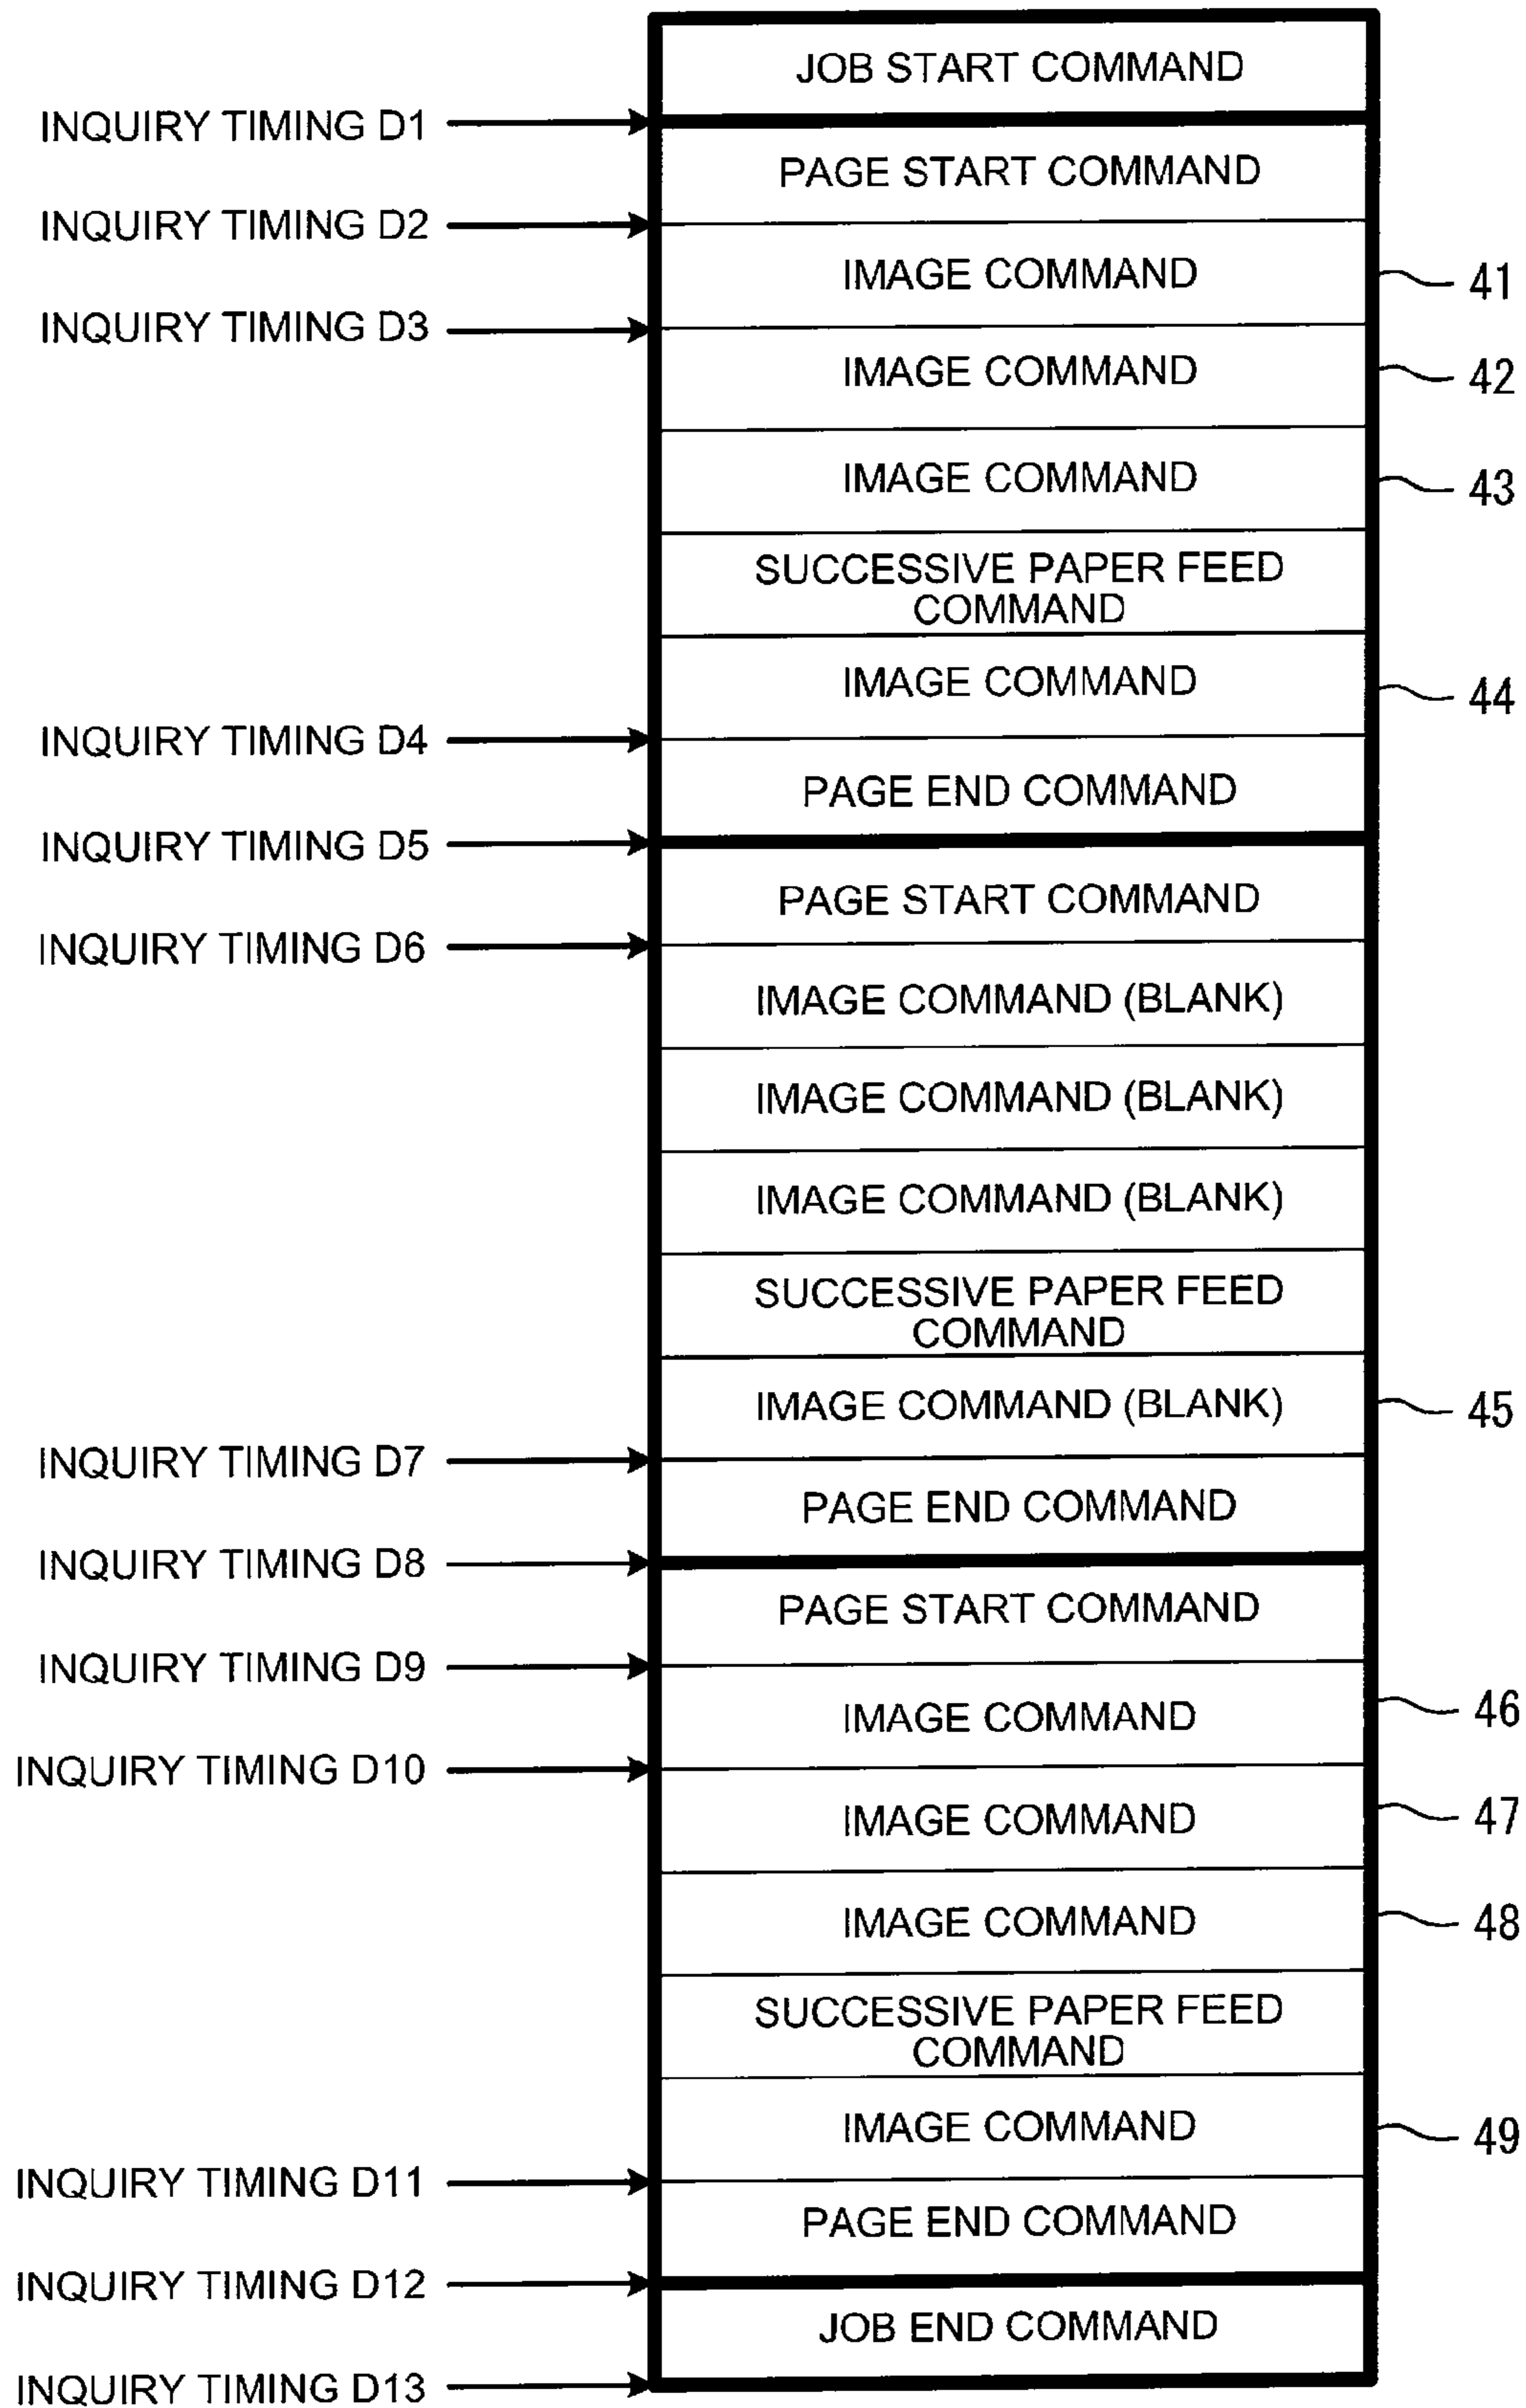 JOB START COMMAND
INQUIRY TIMING D1
PAGE START COMMAND
INQUIRY TIMING D2
IMAGE COMMAND
41
INQUIRY TIMING D3
IMAGE COMMAND
42
IMAGE COMMAND
43
SUCCESSIVE PAPER FEED
COMMAND
IMAGE COMMAND
44
INQUIRY TIMING D4
PAGE END COMMAND
INQUIRY TIMING D5
PAGE START COMMAND
INQUIRY TIMING D6
IMAGE COMMAND (BLANK)
IMAGE COMMAND (BLANK)
IMAGE COMMAND (BLANK)
SUCCESSIVE PAPER FEED
COMMAND
IMAGE COMMAND (BLANK)
45
INQUIRY TIMING D7
PAGE END COMMAND
INQUIRY TIMING D8
PAGE START COMMAND
INQUIRY TIMING D9
IMAGE COMMAND
46
INQUIRY TIMING D10
IMAGE COMMAND
47
IMAGE COMMAND
48
SUCCESSIVE PAPER FEED
COMMAND
IMAGE COMMAND
49
INQUIRY TIMING D11
PAGE END COMMAND
INQUIRY TIMING D12
JOB END COMMAND
INQUIRY TIMING D13